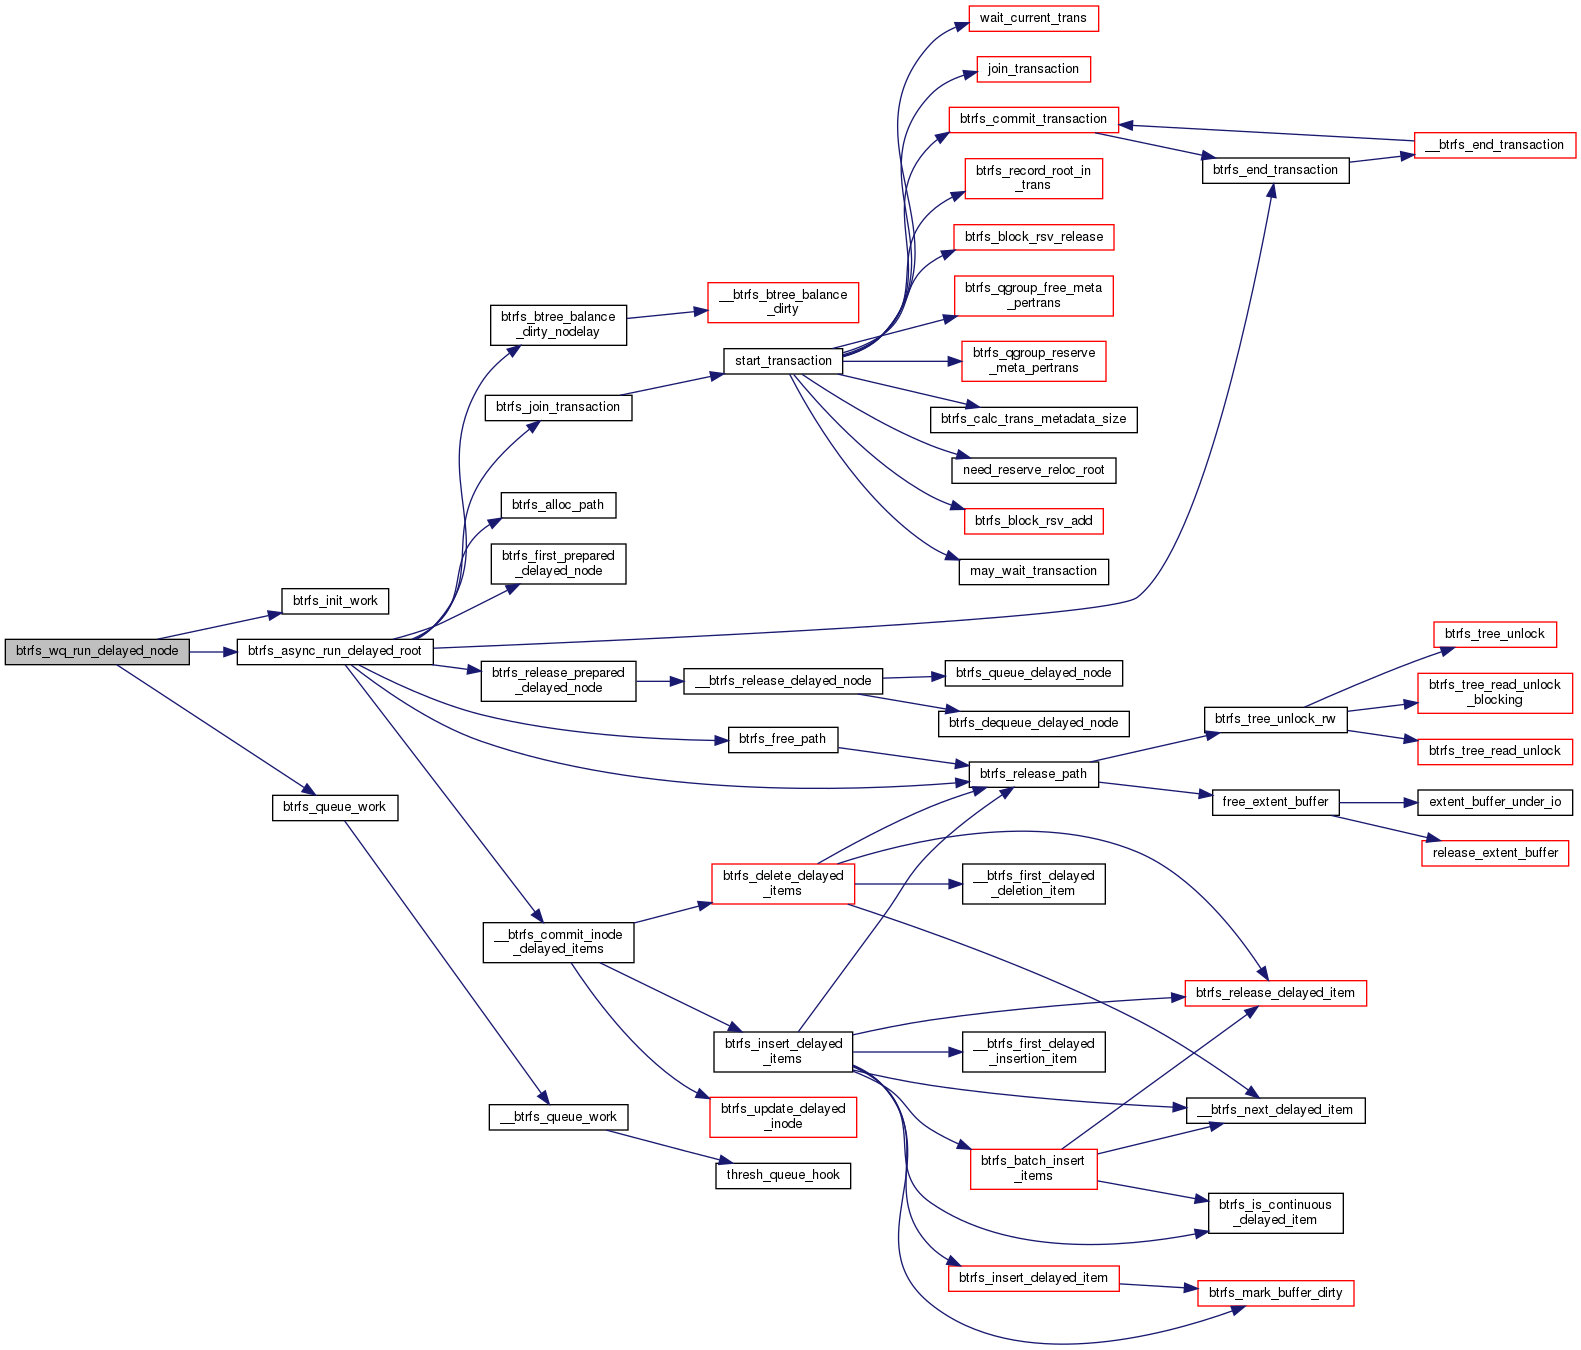 wait_current_trans
join_transaction
btrfs_commit_transaction
__btrfs_end_transaction
btrfs_end_transaction
btrfs_record_root_in
_trans
btrfs_block_rsv_release
btrfs_qgroup_free_meta
_pertrans
__btrfs_btree_balance
_dirty
btrfs_btree_balance
_dirty_nodelay
start_transaction
btrfs_qgroup_reserve
_meta_pertrans
btrfs_join_transaction
btrfs_calc_trans_metadata_size
need_reserve_reloc_root
btrfs_alloc_path
btrfs_block_rsv_add
btrfs_first_prepared
_delayed_node
may_wait_transaction
btrfs_init_work
btrfs_wq_run_delayed_node
btrfs_async_run_delayed_root
btrfs_tree_unlock
btrfs_release_prepared
_delayed_node
__btrfs_release_delayed_node
btrfs_queue_delayed_node
btrfs_tree_read_unlock
_blocking
btrfs_dequeue_delayed_node
btrfs_tree_unlock_rw
btrfs_free_path
btrfs_tree_read_unlock
btrfs_release_path
btrfs_queue_work
free_extent_buffer
extent_buffer_under_io
release_extent_buffer
btrfs_delete_delayed
_items
__btrfs_first_delayed
_deletion_item
__btrfs_commit_inode
_delayed_items
btrfs_release_delayed_item
btrfs_insert_delayed
_items
__btrfs_first_delayed
_insertion_item
__btrfs_queue_work
btrfs_update_delayed
_inode
__btrfs_next_delayed_item
thresh_queue_hook
btrfs_batch_insert
_items
btrfs_is_continuous
_delayed_item
btrfs_insert_delayed_item
btrfs_mark_buffer_dirty